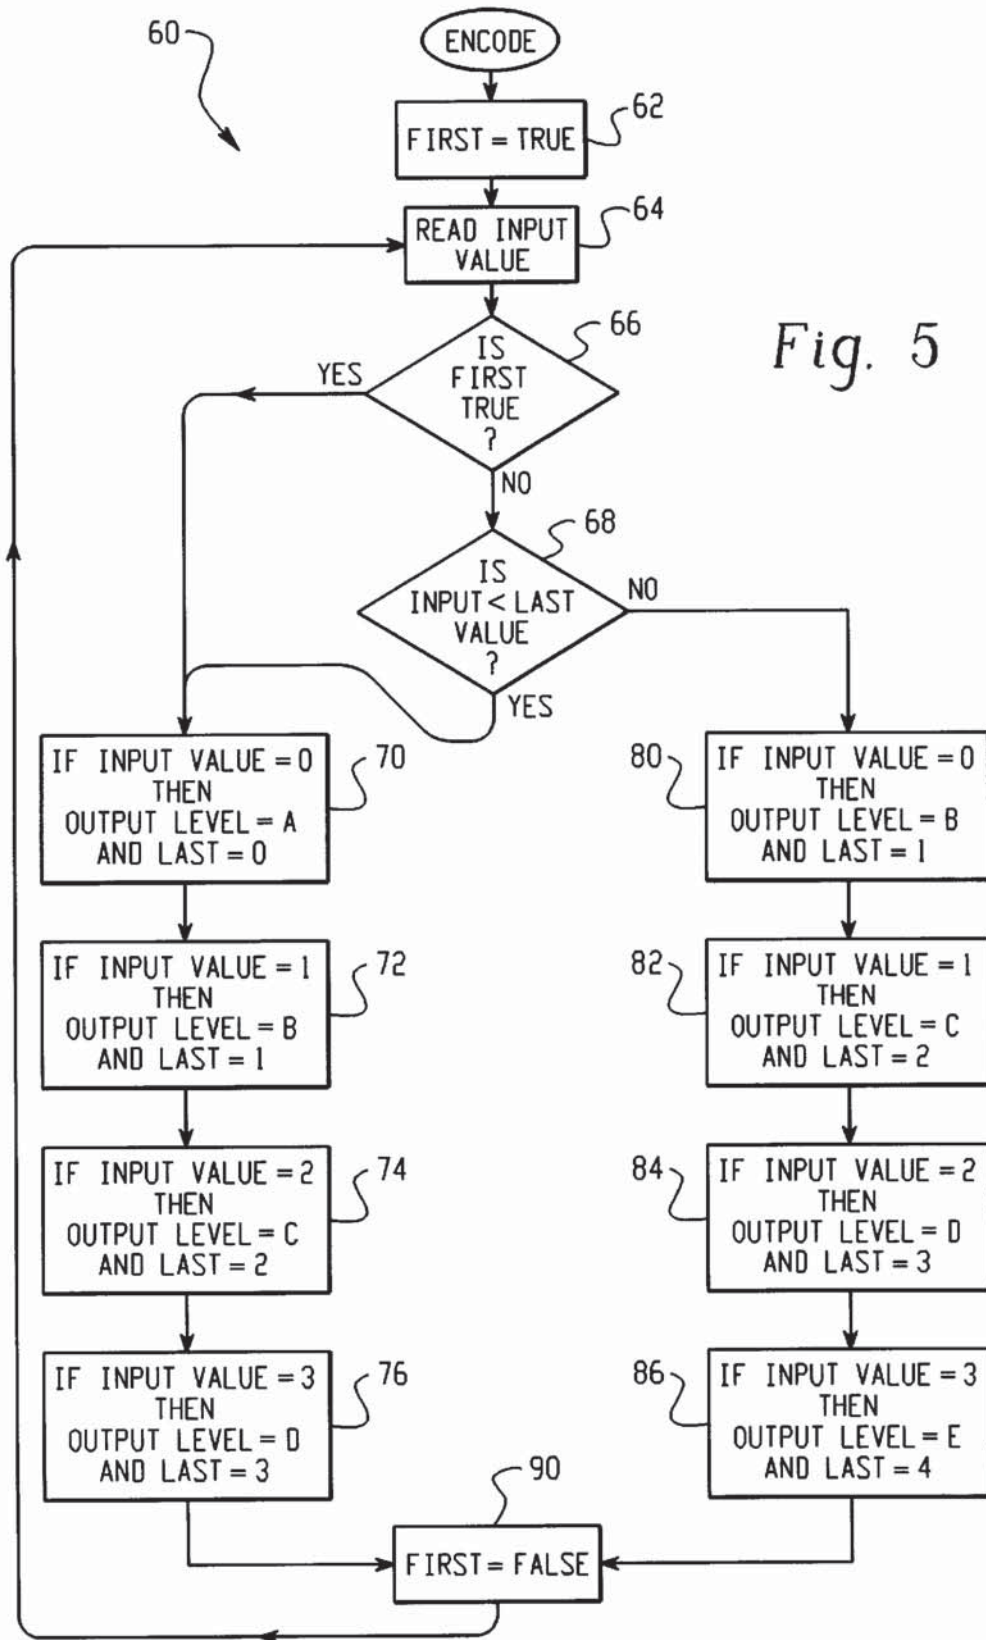 60
ENCODE
62
FIRST = TRUE
64
READ INPUT
VALUE
66
IS
FIRST
TRUE
?
YES
NO
Fig. 5
68
IS
INPUT < LAST
VALUE
?
NO
YES
IF INPUT VALUE = 0
THEN
OUTPUT LEVEL = A
AND LAST = 0
70
IF INPUT VALUE = 1
THEN
OUTPUT LEVEL = B
AND LAST = 1
72
IF INPUT VALUE = 2
THEN
OUTPUT LEVEL = C
AND LAST = 2
74
IF INPUT VALUE = 3
THEN
OUTPUT LEVEL = D
AND LAST = 3
76
80
IF INPUT VALUE = 0
THEN
OUTPUT LEVEL = B
AND LAST = 1
82
IF INPUT VALUE = 1
THEN
OUTPUT LEVEL = C
AND LAST = 2
84
IF INPUT VALUE = 2
THEN
OUTPUT LEVEL = D
AND LAST = 3
86
IF INPUT VALUE = 3
THEN
OUTPUT LEVEL = E
AND LAST = 4
90
FIRST = FALSE